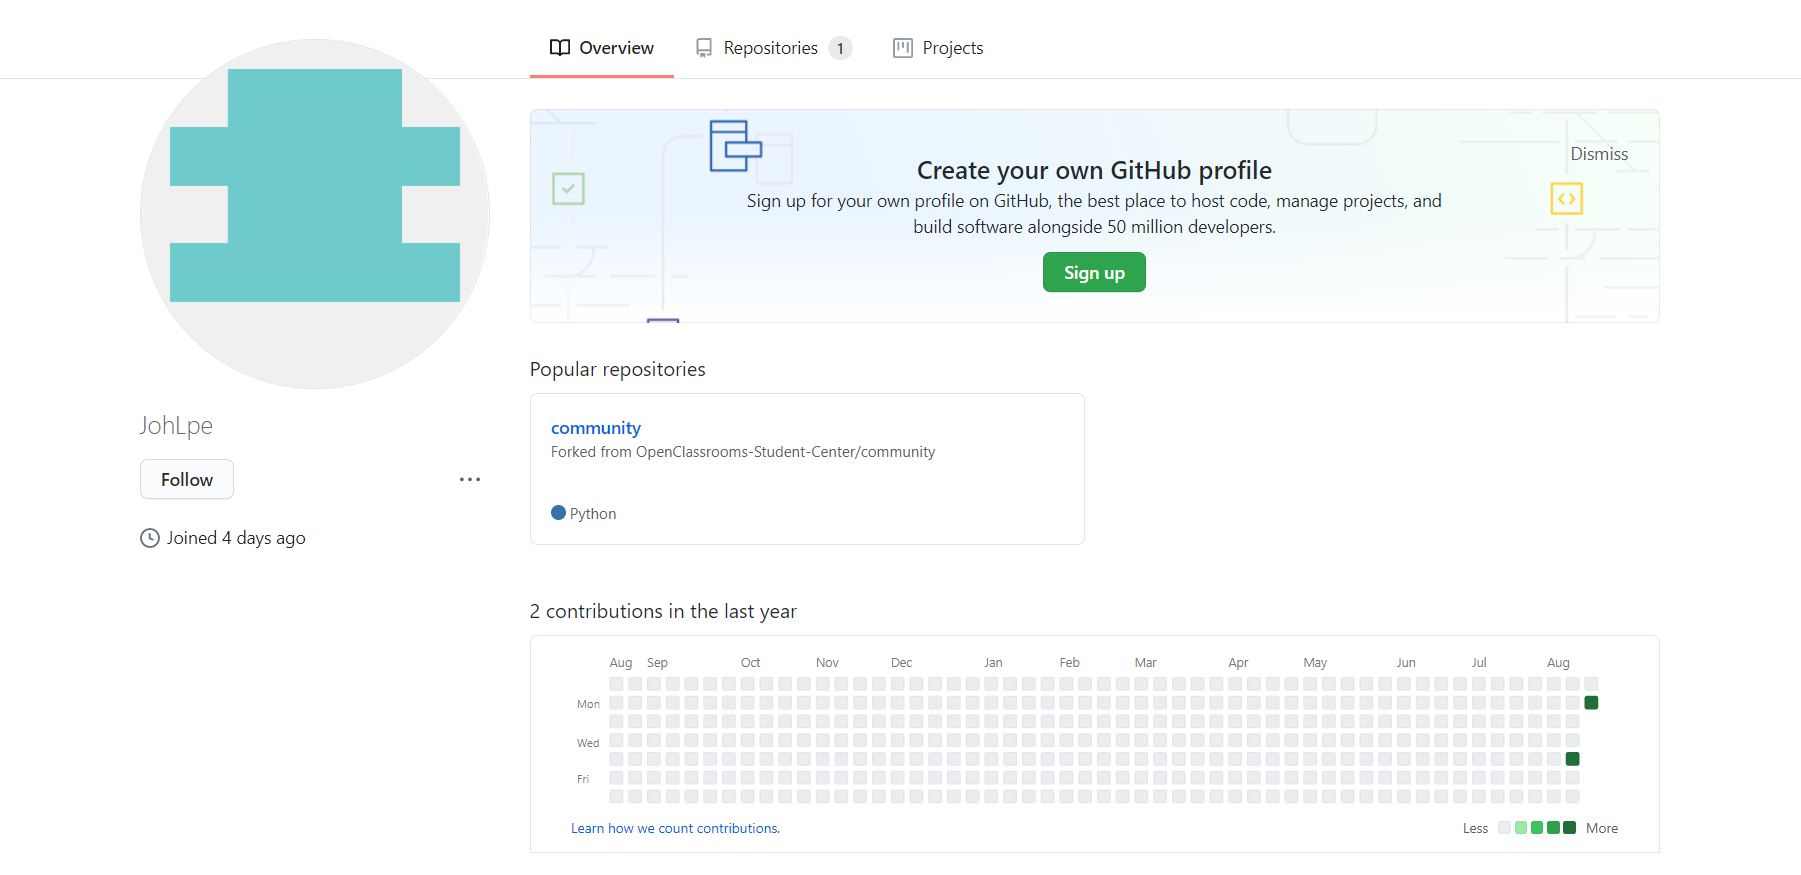 Overview Repositories 1 Projects
Create your own GitHub profile
Dismiss
Sign up for your own profile on GitHub, the best place to host code, manage projects, and
build software alongside 50 million developers.
Sign up
JohLpe
Follow
Joined 4 days ago
Popular repositories
community
Forked from OpenClassrooms-Student-Center/community
Python
2 contributions in the last year
Aug Sep Oct Nov Dec Jan Feb Mar Apr May Jun Jul Aug
Mon
Wed
Fri
Learn how we count contributions.
Less More